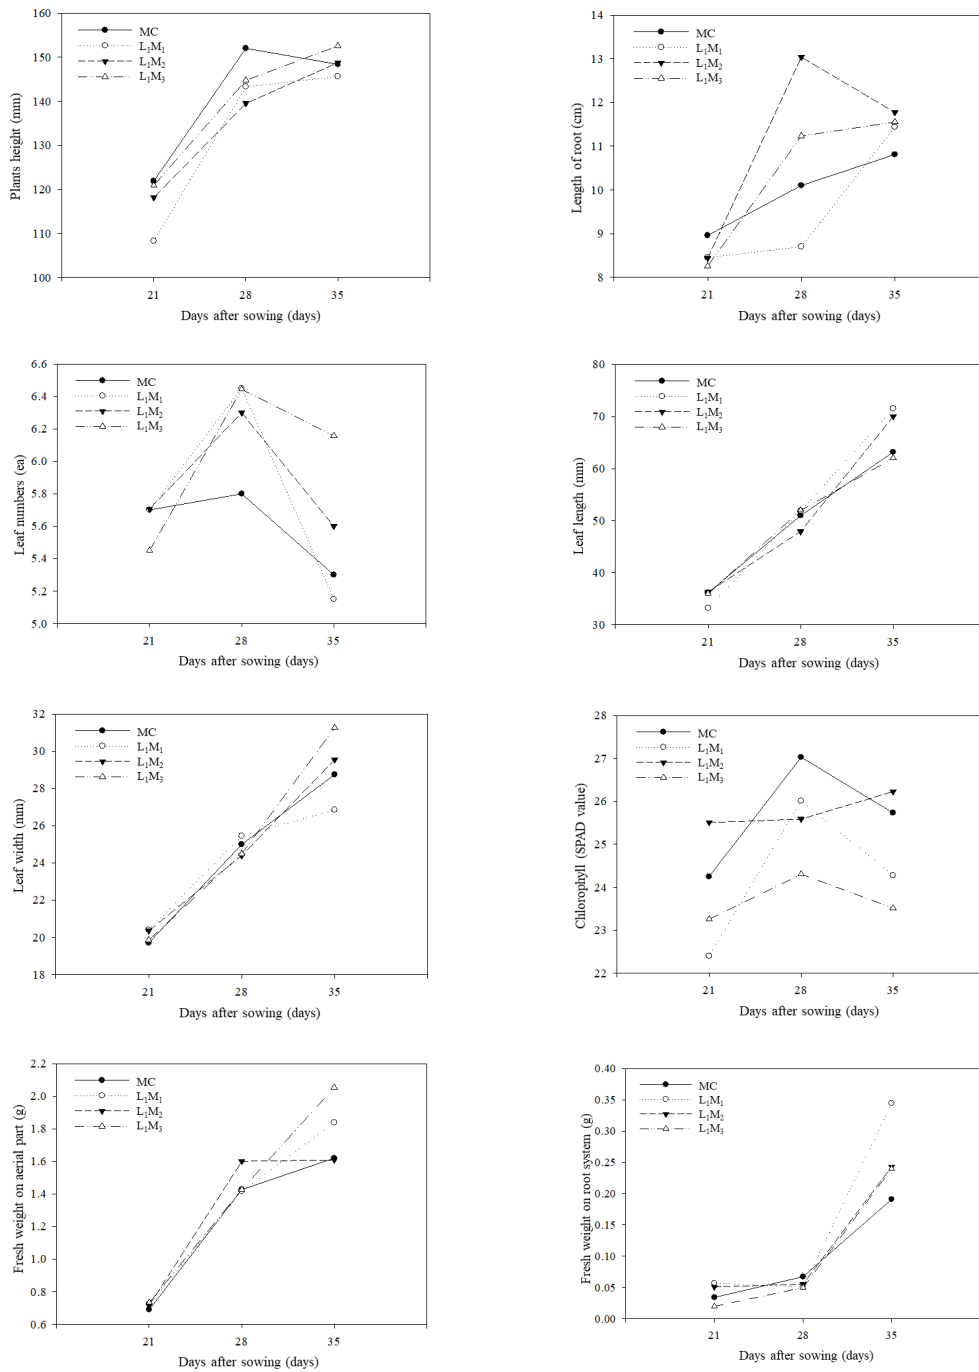 160
150
140
130
120
110
100
Plants height (mm)
MC
L₁M₁
L₁M₂
L₁M₃
21
28
35
Days after sowing (days)
14
13
12
11
10
9
8
Length of root (cm)
MC
L₁M₁
L₁M₂
L₁M₃
21
28
35
Days after sowing (days)
6.6
6.4
6.2
6.0
5.8
5.6
5.4
5.2
5.0
Leaf numbers (ea)
MC
L₁M₁
L₁M₂
L₁M₃
21
28
35
Days after sowing (days)
80
70
60
50
40
30
Leaf length (mm)
MC
L₁M₁
L₁M₂
L₁M₃
21
28
35
Days after sowing (days)
32
30
28
26
24
22
20
18
Leaf width (mm)
MC
L₁M₁
L₁M₂
L₁M₃
21
28
35
Days after sowing (days)
28
27
26
25
24
23
22
Chlorophyll (SPAD value)
MC
L₁M₁
L₁M₂
L₁M₃
21
28
35
Days after sowing (days)
2.2
2.0
1.8
1.6
1.4
1.2
1.0
0.8
0.6
Fresh weight on aerial part (g)
MC
L₁M₁
L₁M₂
L₁M₃
21
28
35
Days after sowing (days)
0.40
0.35
0.30
0.25
0.20
0.15
0.10
0.05
0.00
Fresh weight on root system (g)
MC
L₁M₁
L₁M₂
L₁M₃
21
28
35
Days after sowing (days)